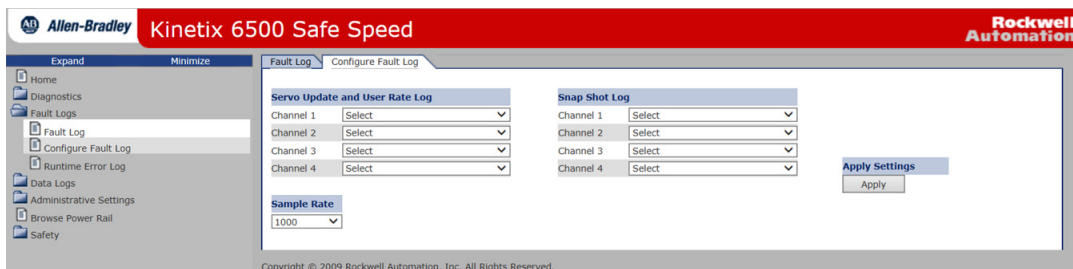 AB Allen-Bradley Kinetix 6500 Safe Speed Rockwell Automation
Expand Minimize
Home
Diagnostics
Fault Logs
Fault Log
Configure Fault Log
Runtime Error Log
Data Logs
Administrative Settings
Browse Power Rail
Safety
Fault Log Configure Fault Log
Servo Update and User Rate Log
Channel 1 Select
Channel 2 Select
Channel 3 Select
Channel 4 Select
Snap Shot Log
Channel 1 Select
Channel 2 Select
Channel 3 Select
Channel 4 Select
Apply Settings
Apply
Sample Rate
1000
Copyright © 2009 Rockwell Automation, Inc. All Rights Reserved.